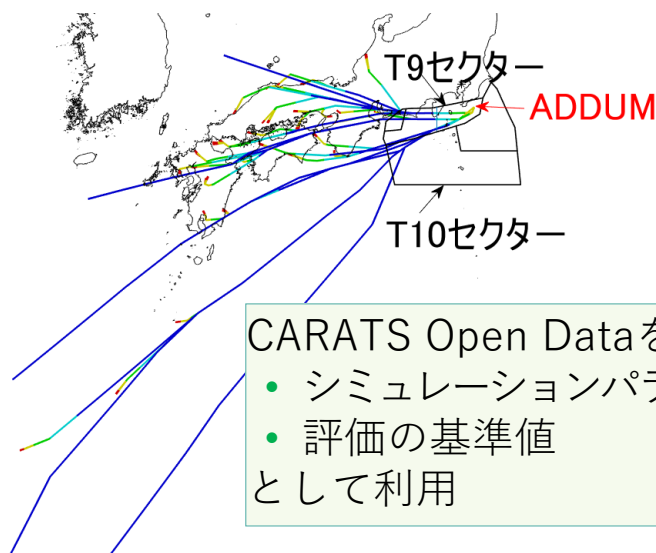 T9セクター
ADDUM
T10セクター
CARATS Open Dataを
• シミュレーションパラ
• 評価の基準値
として利用